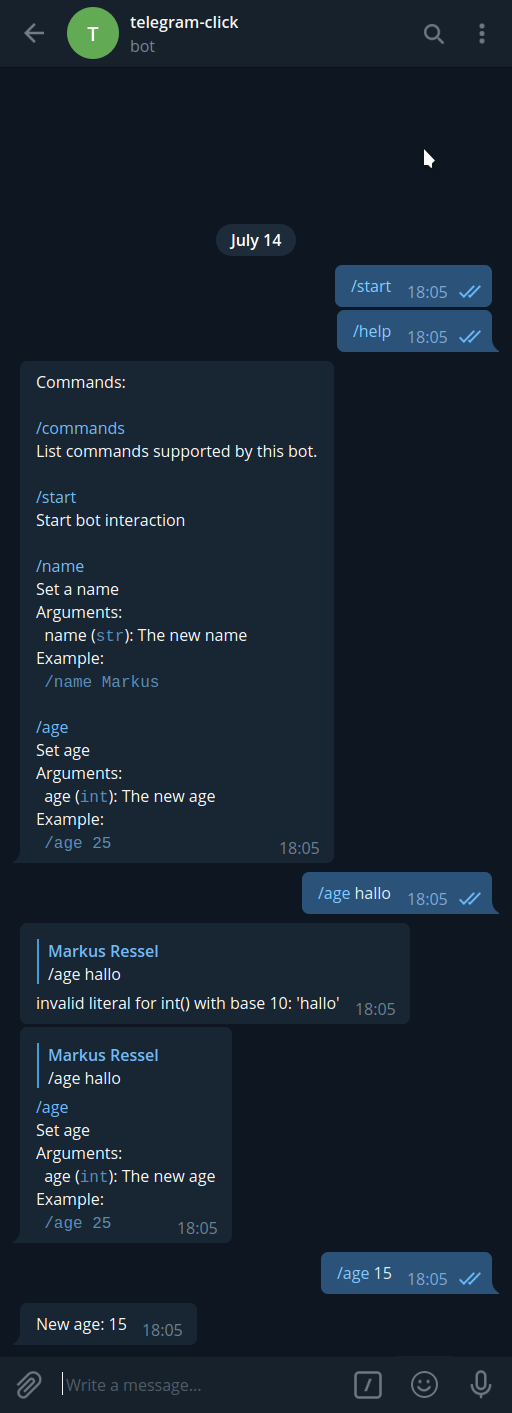 telegram-click
T
bot
July 14
/start 18:05
/help 18:05
Commands:
/commands
List commands supported by this bot.
/start
Start bot interaction
/name
Set a name
Arguments:
name (str): The new name
Example:
/name Markus
/age
Set age
Arguments:
age (int): The new age
Example:
/age 25
18:05
/age hallo 18:05
Markus Ressel
/age hallo
invalid literal for int() with base 10: 'hallo' 18:05
Markus Ressel
/age hallo
/age
Set age
Arguments:
age (int): The new age
Example:
/age 25
18:05
/age 15 18:05
New age: 15 18:05
Write a message...